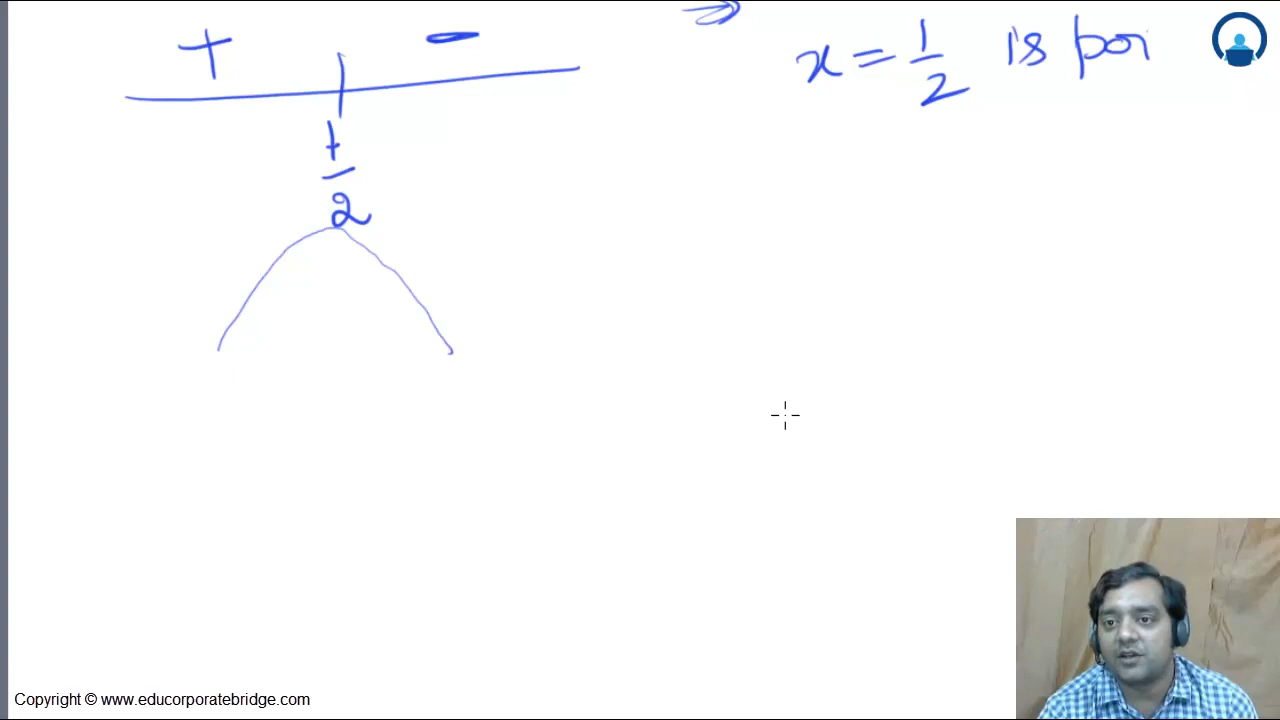 + -
1/2
⇒ x = 1/2 is poi
Copyright © www.educorporatebridge.com